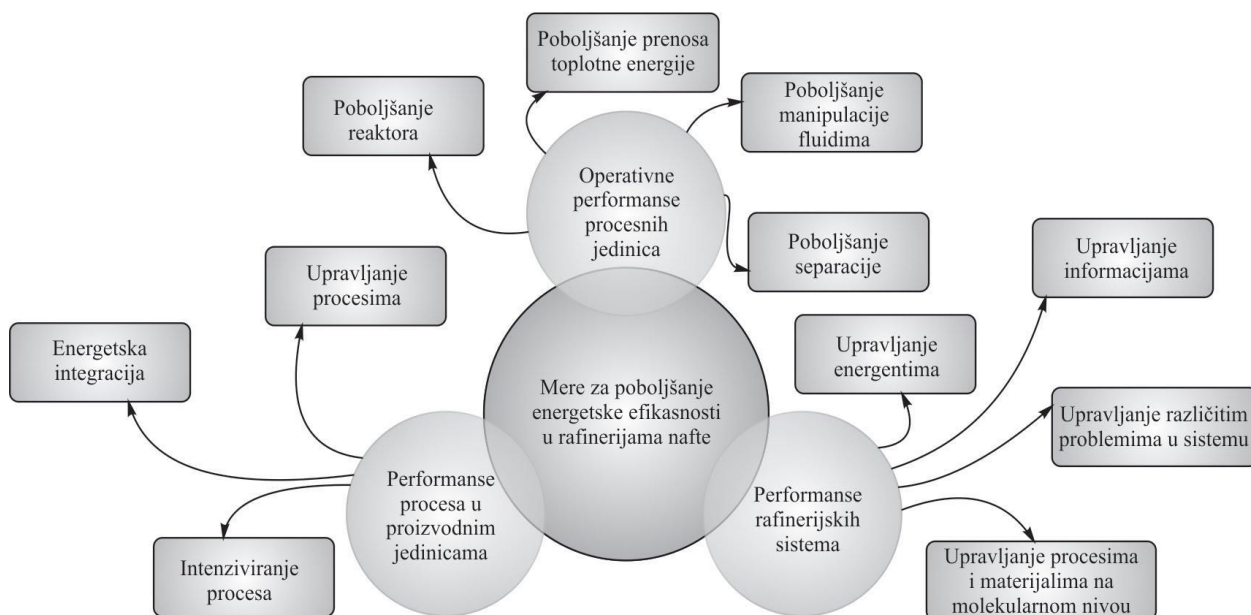 Poboljšanje prenosa
toplotne energije
Poboljšanje
manipulacije
fluidima
Poboljšanje
reaktora
Operativne
performanse
procesnih
jedinica
Poboljšanje
separacije
Upravljanje
informacijama
Upravljanje
procesima
Energetska
integracija
Upravljanje
energentima
Mere za poboljšanje
energetske efikasnosti
u rafinerijama nafte
Upravljanje različitim
problemima u sistemu
Performanse
procesa u
proizvodnim
jedinicama
Performanse
rafinerijskih
sistema
Intenziviranje
procesa
Upravljanje procesima
i materijalima na
molekularnom nivou